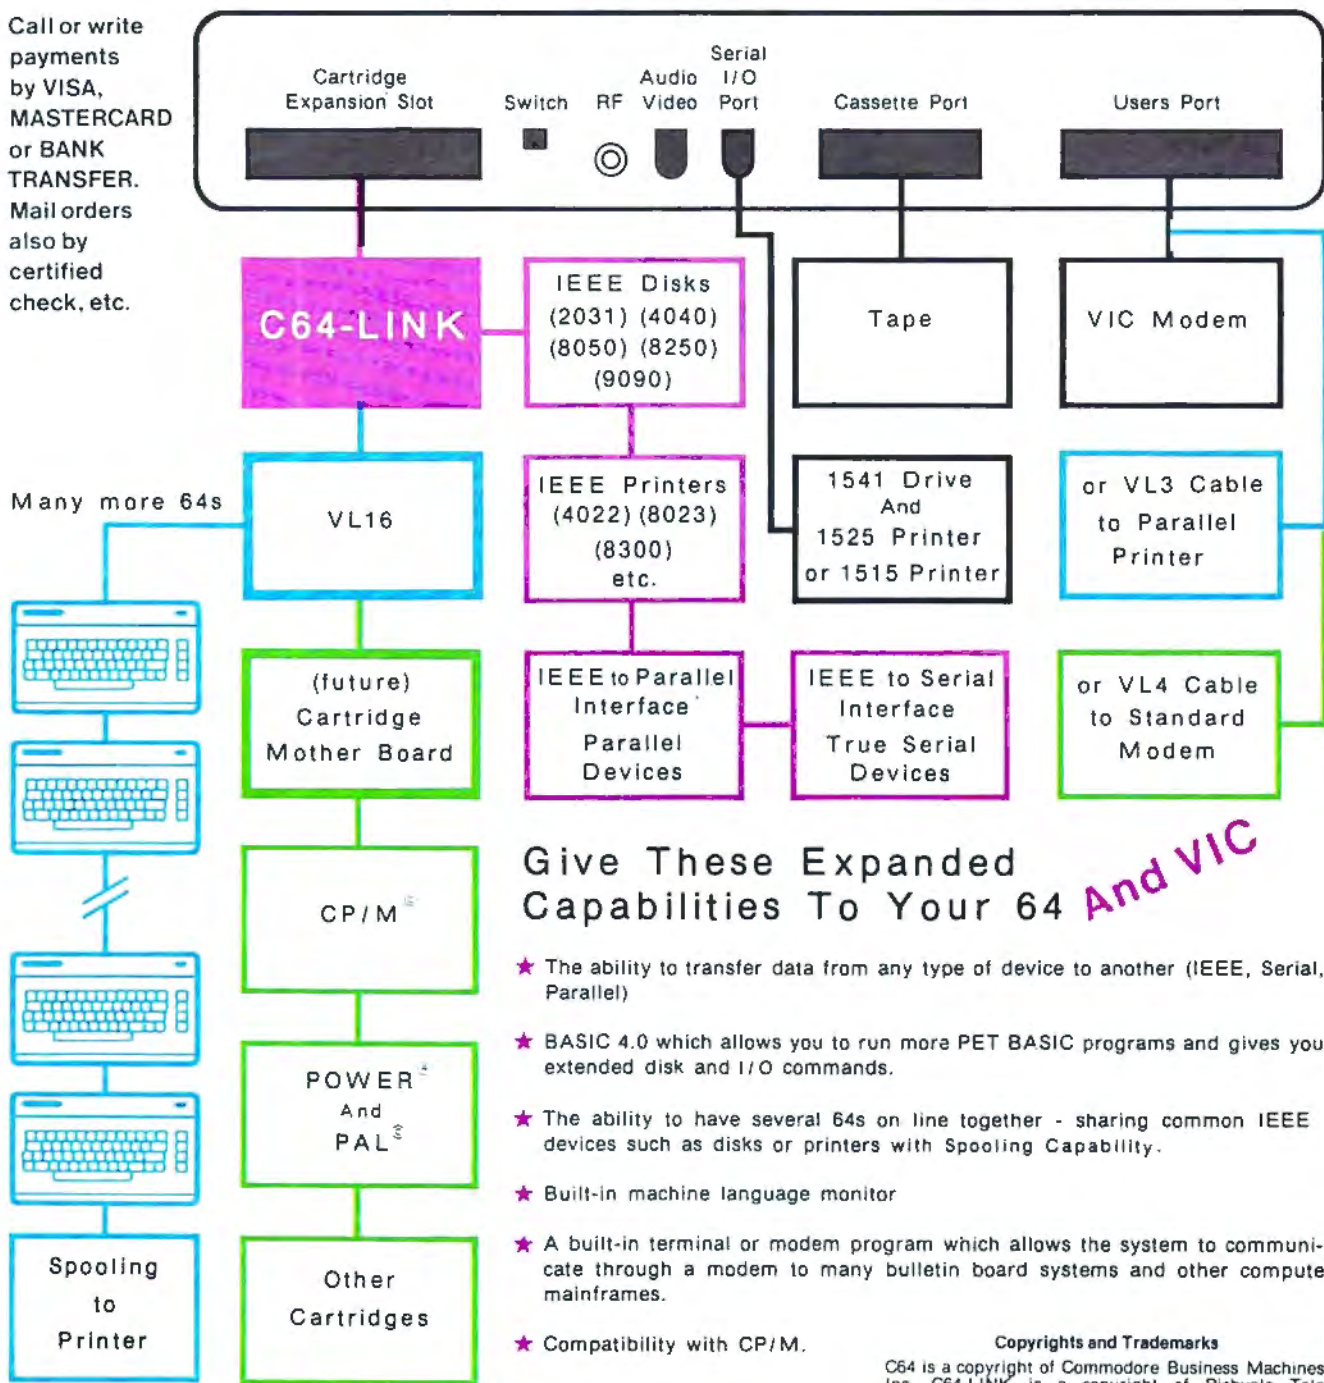 Call or write
payments
by VISA,
MASTERCARD
or BANK
TRANSFER.
Mail orders
also by
certified
check, etc.
Cartridge
Expansion Slot
Switch
RF
Audio
Video
Serial
I/O
Port
Cassette Port
Users Port
C64-LINK
IEEE Disks
(2031) (4040)
(8050) (8250)
(9090)
Tape
VIC Modem
Many more 64s
VL16
IEEE Printers
(4022) (8023)
(8300)
etc.
1541 Drive
And
1525 Printer
or 1515 Printer
or VL3 Cable
to Parallel
Printer
(future)
Cartridge
Mother Board
IEEE to Parallel
Interface
Parallel
Devices
IEEE to Serial
Interface
True Serial
Devices
or VL4 Cable
to Standard
Modem
CP/M
POWER
And
PAL
Other
Cartridges
Spooling
to
Printer
Give These Expanded
Capabilities To Your 64 And VIC
★ The ability to transfer data from any type of device to another (IEEE, Serial,
Parallel)
★ BASIC 4.0 which allows you to run more PET BASIC programs and gives you
extended disk and I/O commands.
★ The ability to have several 64s on line together - sharing common IEEE
devices such as disks or printers with Spooling Capability.
★ Built-in machine language monitor
★ A built-in terminal or modem program which allows the system to communi-
cate through a modem to many bulletin board systems and other compute
mainframes.
★ Compatibility with CP/M.
Copyrights and Trademarks
C64 is a copyright of Commodore Business Machines
Inc. C64-LINK is a copyright of Richvale Tele